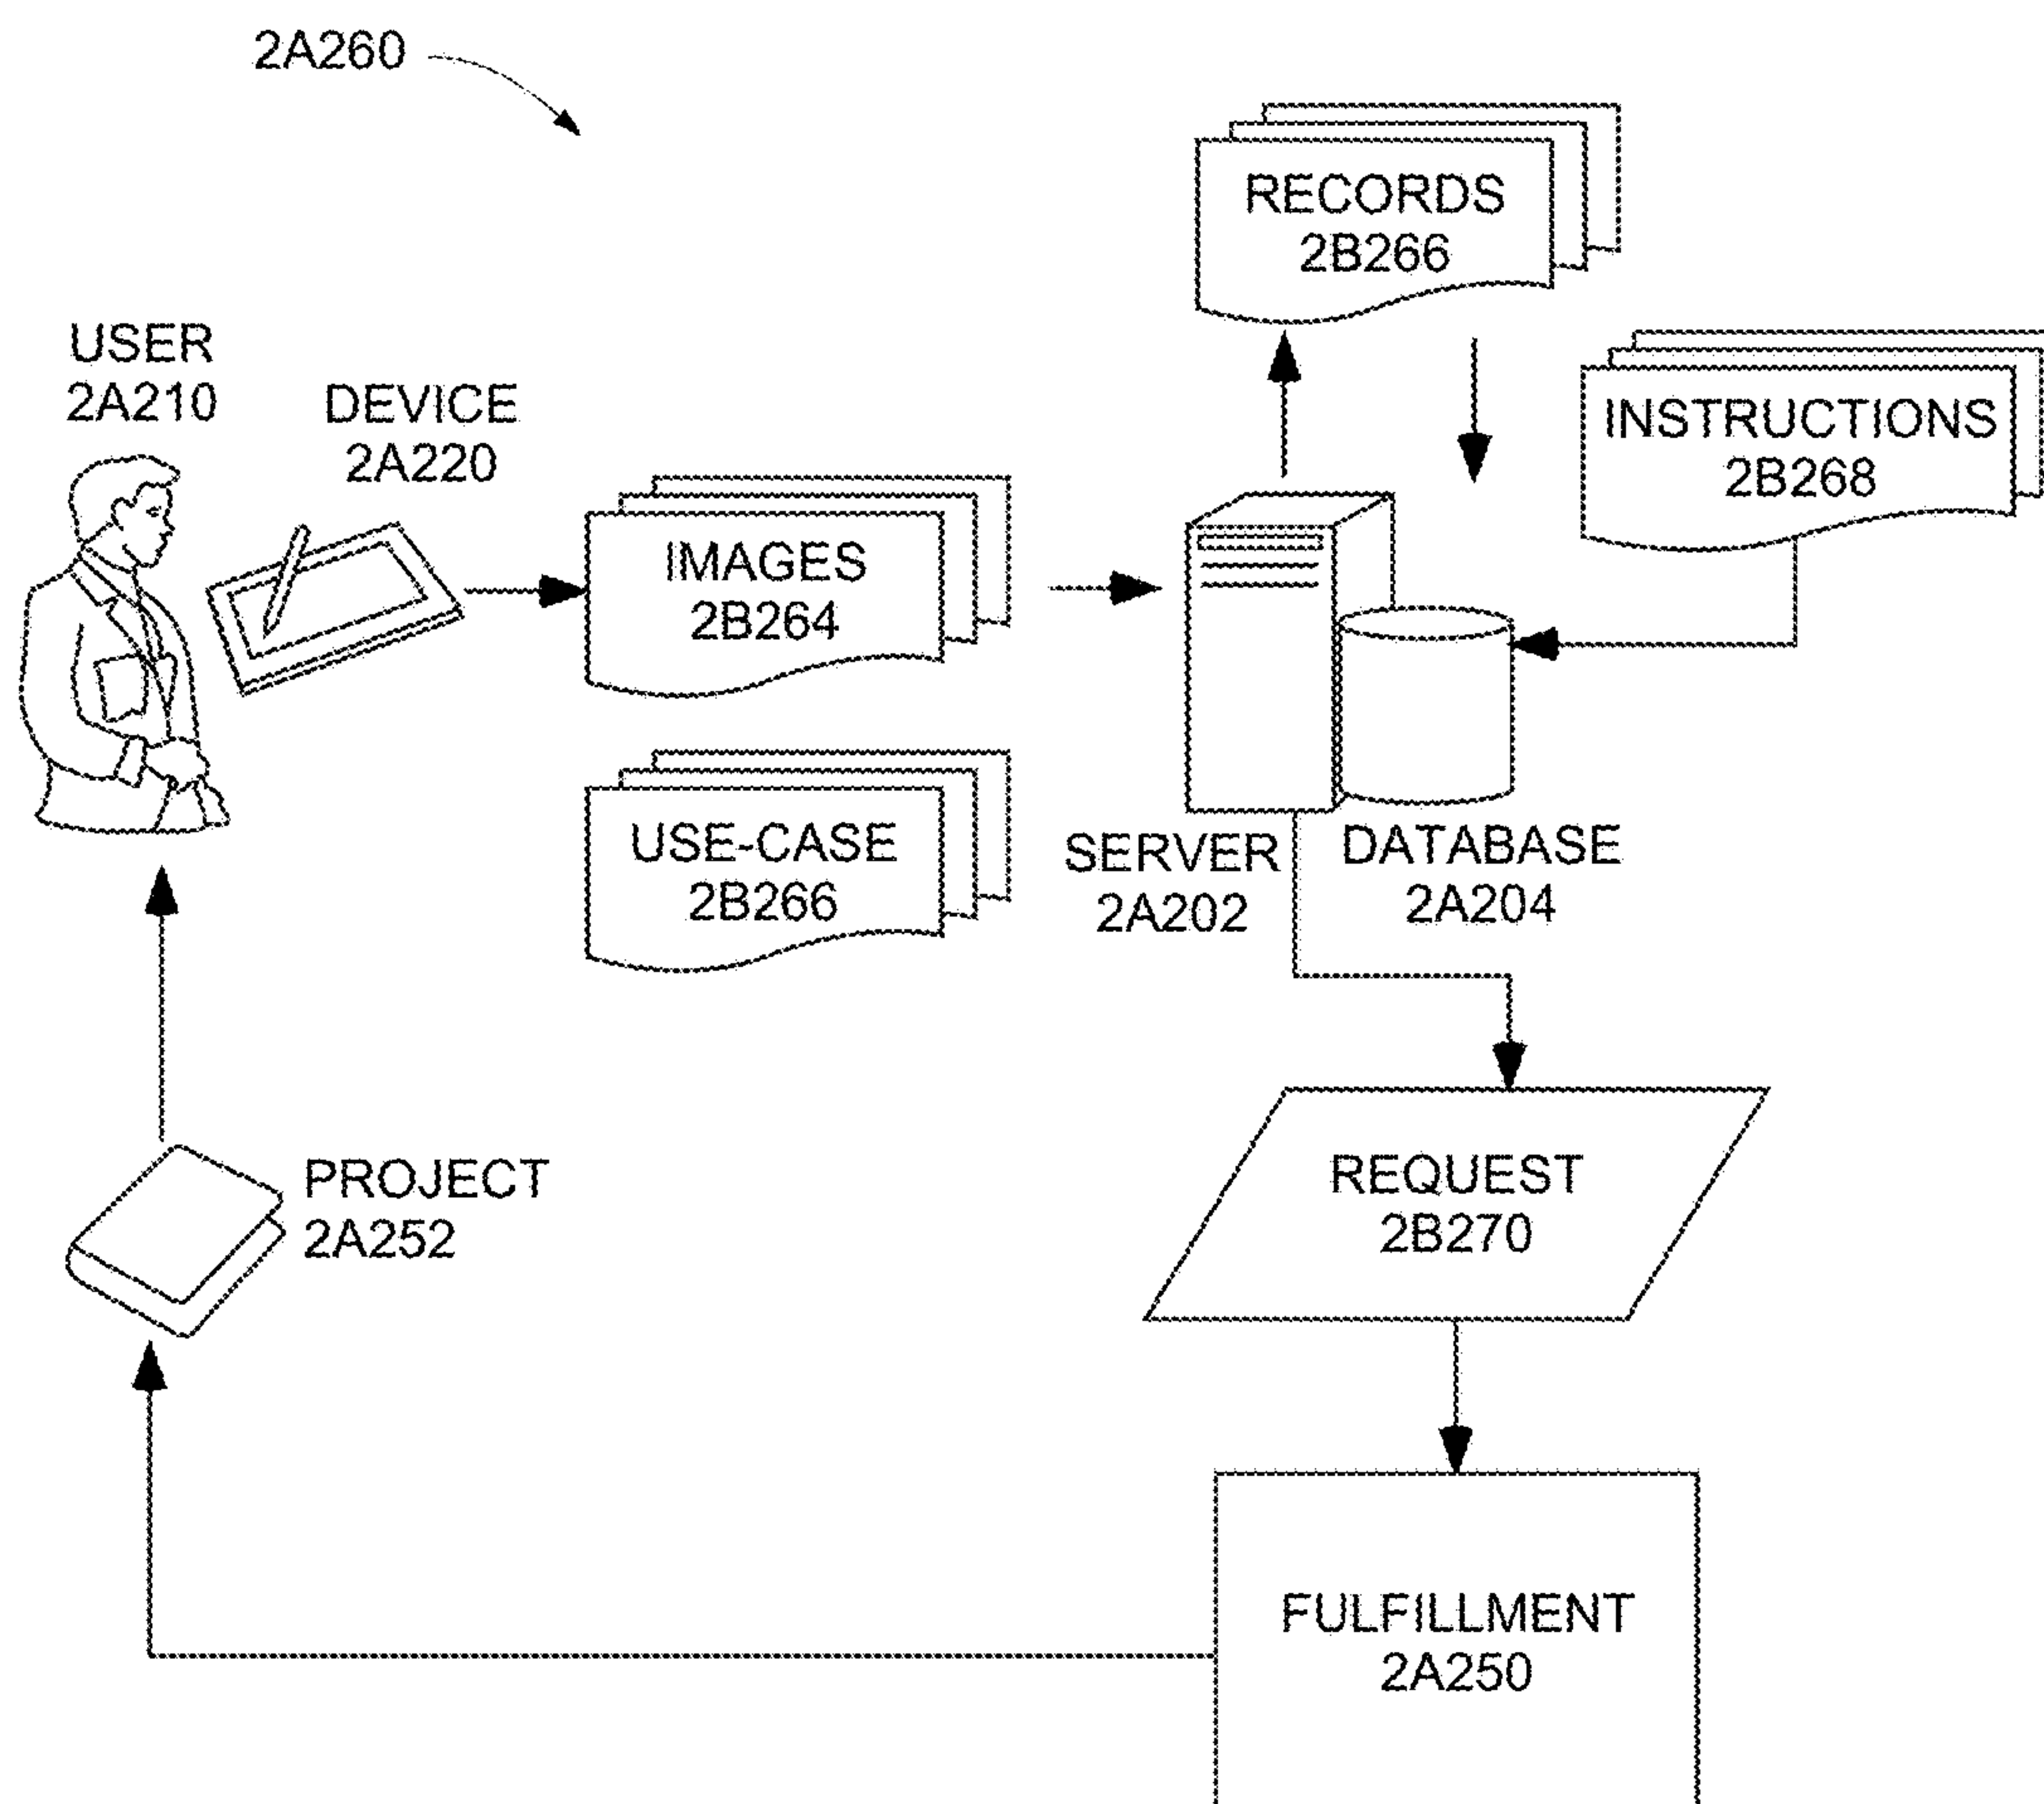 2A260
RECORDS
2B266
USER
2A210
DEVICE
2A220
INSTRUCTIONS
2B268
IMAGES
2B264
USE-CASE
2B266
SERVER
2A202
DATABASE
2A204
PROJECT
2A252
REQUEST
2B270
FULFILLMENT
2A250